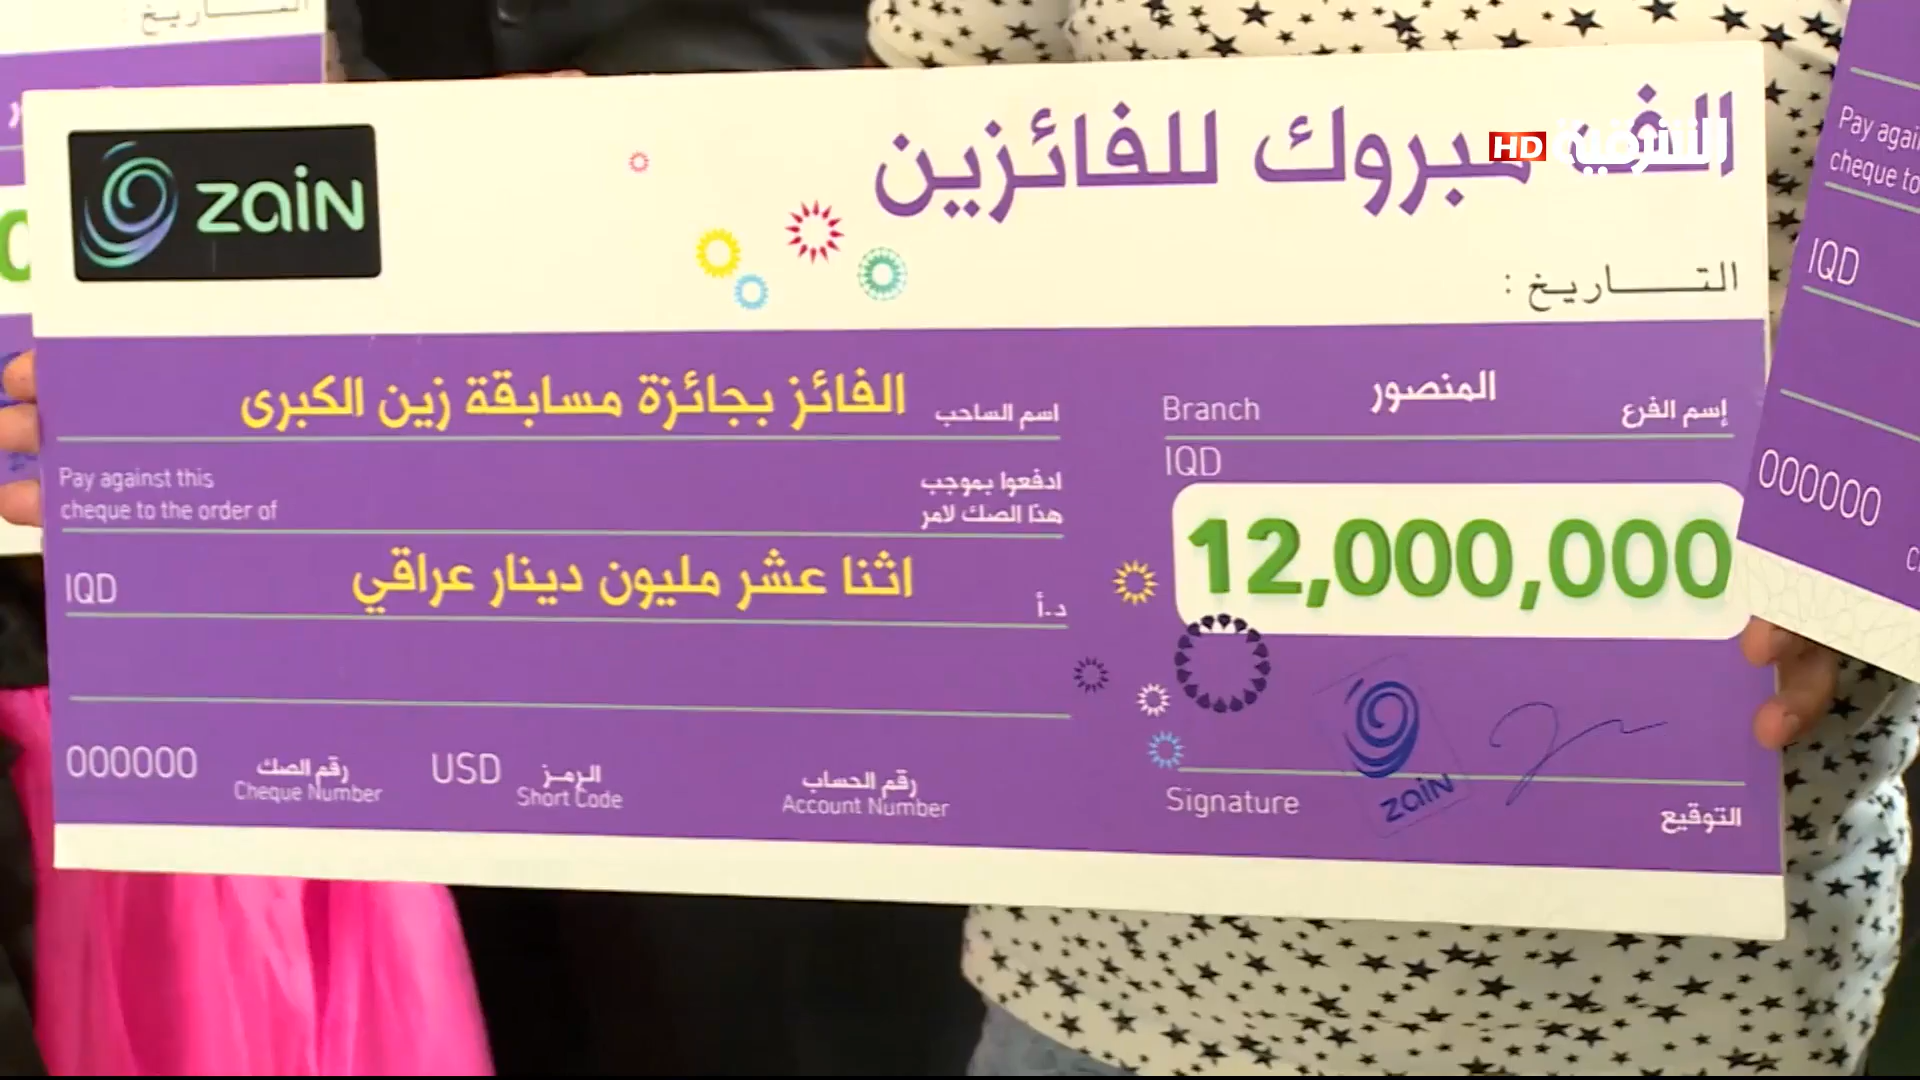 zain
الف مبروك للفائزين
HD
الشرقية
التـــاريخ :
اسم الساحب الفائز بجائزة مسابقة زين الكبرى
إسم الفرع المنصور Branch
Pay against this
cheque to the order of
ادفعوا بموجب
هذا الصك لامر
IQD
12,000,000
د.أ اثنا عشر مليون دينار عراقي IQD
000000
رقم الصك
Cheque Number
USD
الرمز
Short Code
رقم الحساب
Account Number
Signature
zain
التوقيع
التـــاريخ :
Pay agai
cheque to
IQD
000000